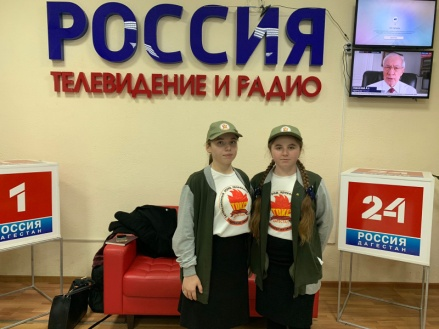 РОССИЯ
ТЕЛЕВИДЕНИЕ И РАДИО
1
РОССИЯ
ДАГЕСТАН
24
РОССИЯ
ДАГЕСТАН